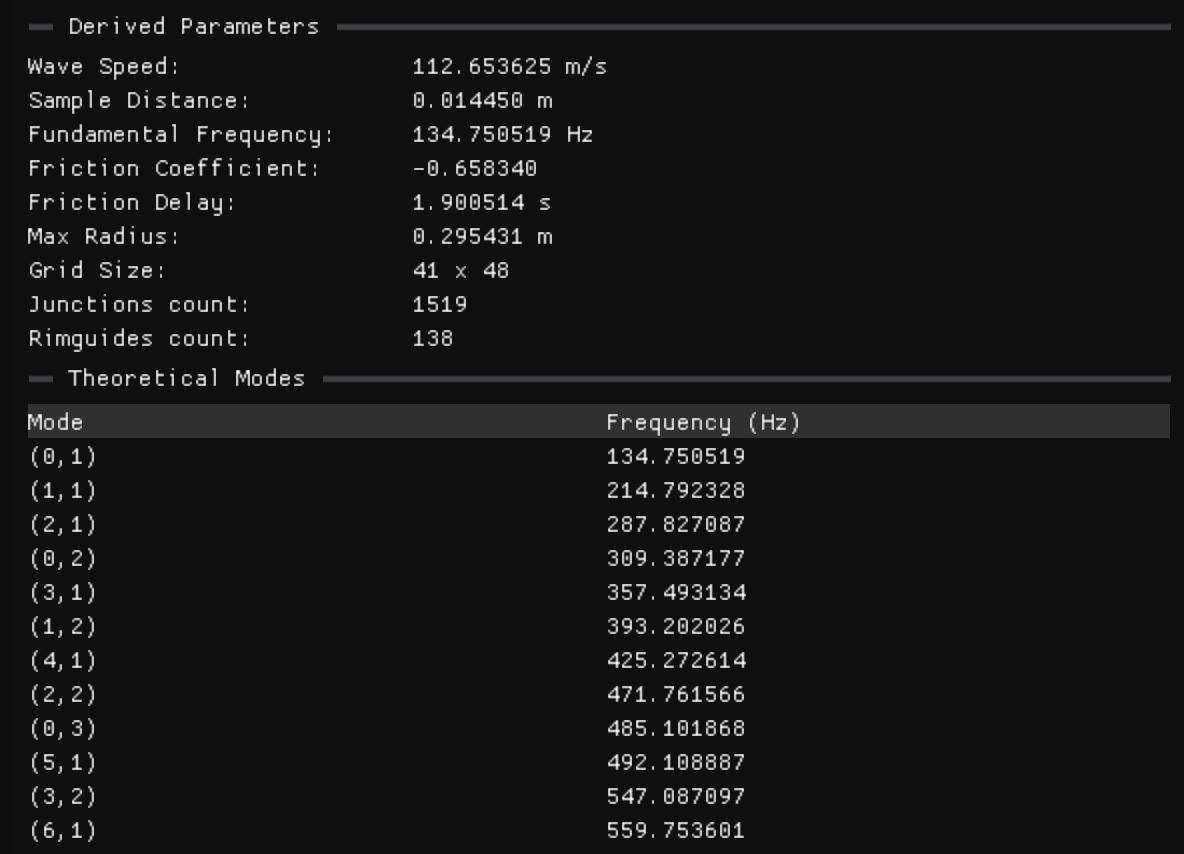 Derived Parameters
Wave Speed: 112.653625 m/s
Sample Distance: 0.014450 m
Fundamental Frequency: 134.750519 Hz
Friction Coefficient: -0.658340
Friction Delay: 1.900514 s
Max Radius: 0.295431 m
Grid Size: 41 x 48
Junctions count: 1519
Rimguides count: 138
Theoretical Modes
Mode Frequency (Hz)
(0,1) 134.750519
(1,1) 214.792328
(2,1) 287.827087
(0,2) 309.387177
(3,1) 357.493134
(1,2) 393.202026
(4,1) 425.272614
(2,2) 471.761566
(0,3) 485.101868
(5,1) 492.108887
(3,2) 547.087097
(6,1) 559.753601